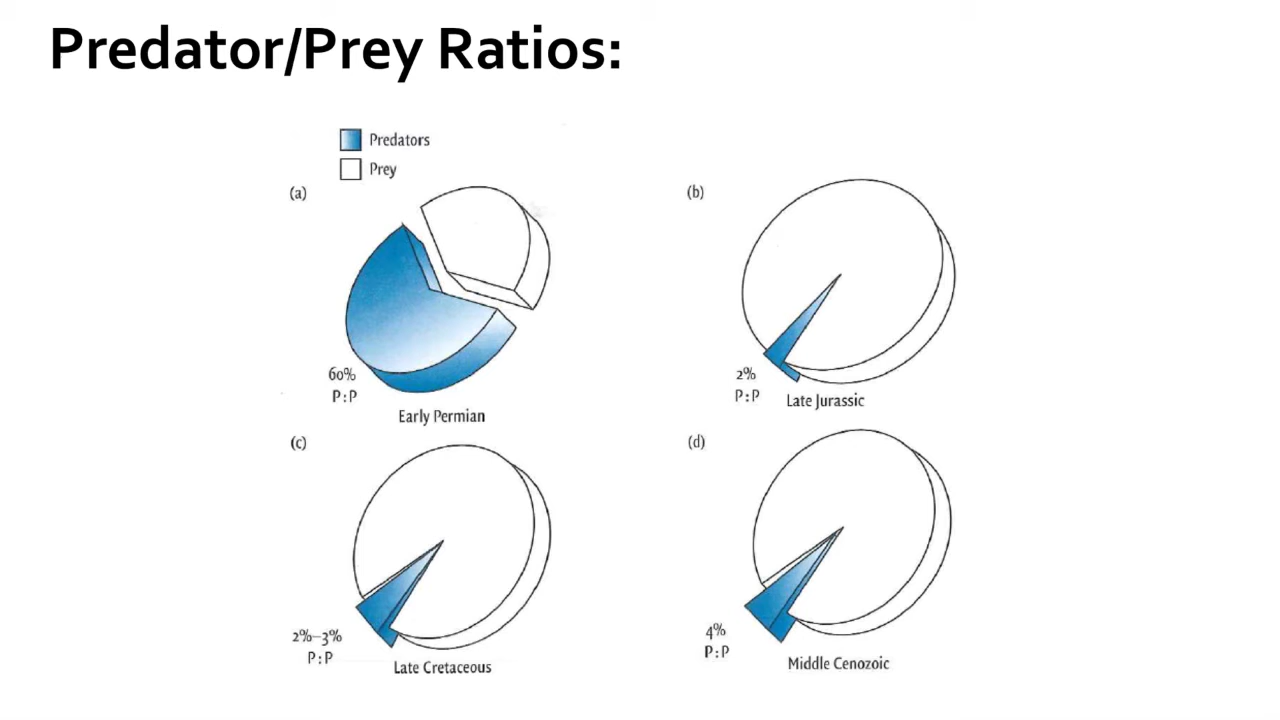 Predator/Prey Ratios:
Predators
Prey
(a)
60%
P:P
Early Permian
(b)
2%
P:P
Late Jurassic
(c)
2%–3%
P:P
Late Cretaceous
(d)
4%
P:P
Middle Cenozoic